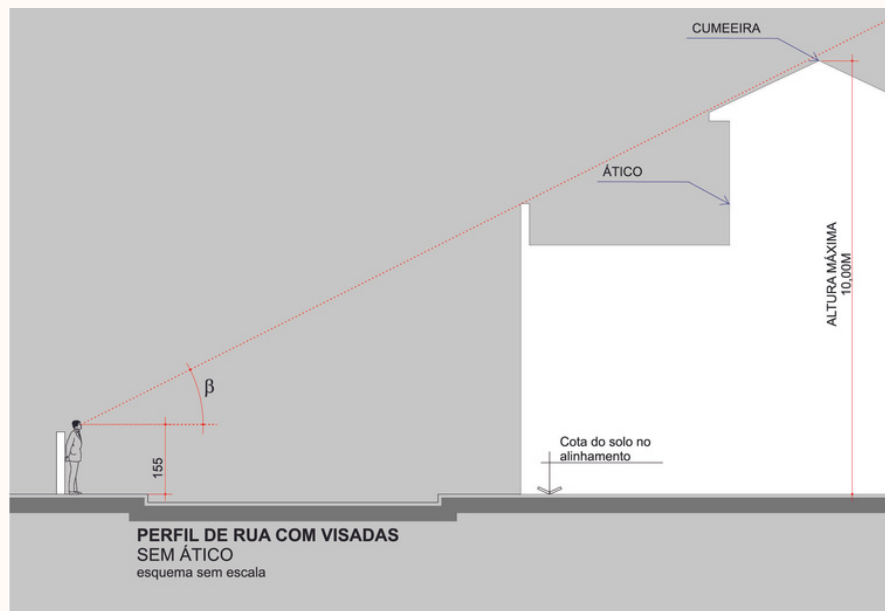 CUMEEIRA
ÁTICO
ALTURA MÁXIMA
10,00M
β
155
Cota do solo no
alinhamento
PERFIL DE RUA COM VISADAS
SEM ÁTICO
esquema sem escala